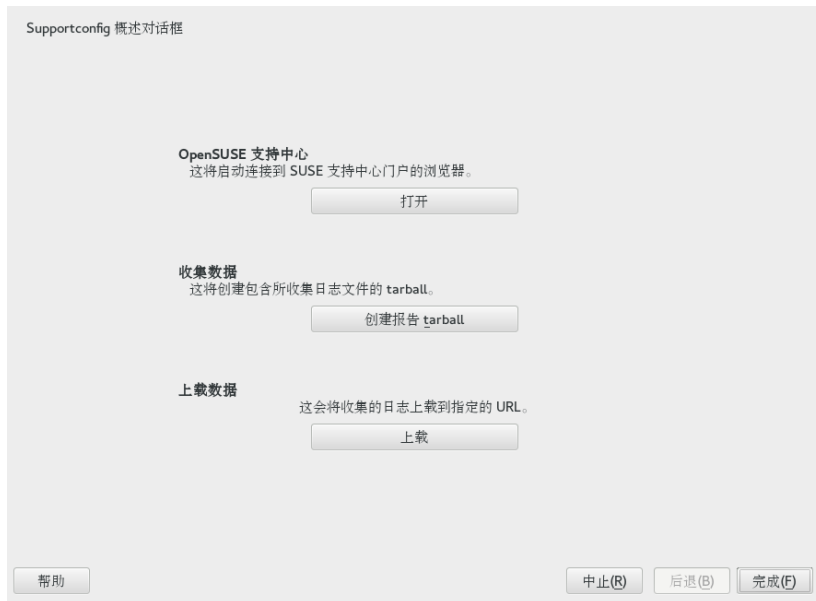 Supportconfig 概述对话框
OpenSUSE 支持中心
这将启动连接到 SUSE 支持中心门户的浏览器。
打开
收集数据
这将创建包含所收集日志文件的 tarball。
创建报告 tarball
上载数据
这会将收集的日志上载到指定的 URL。
上载
帮助
中止(R)
后退(B)
完成(F)